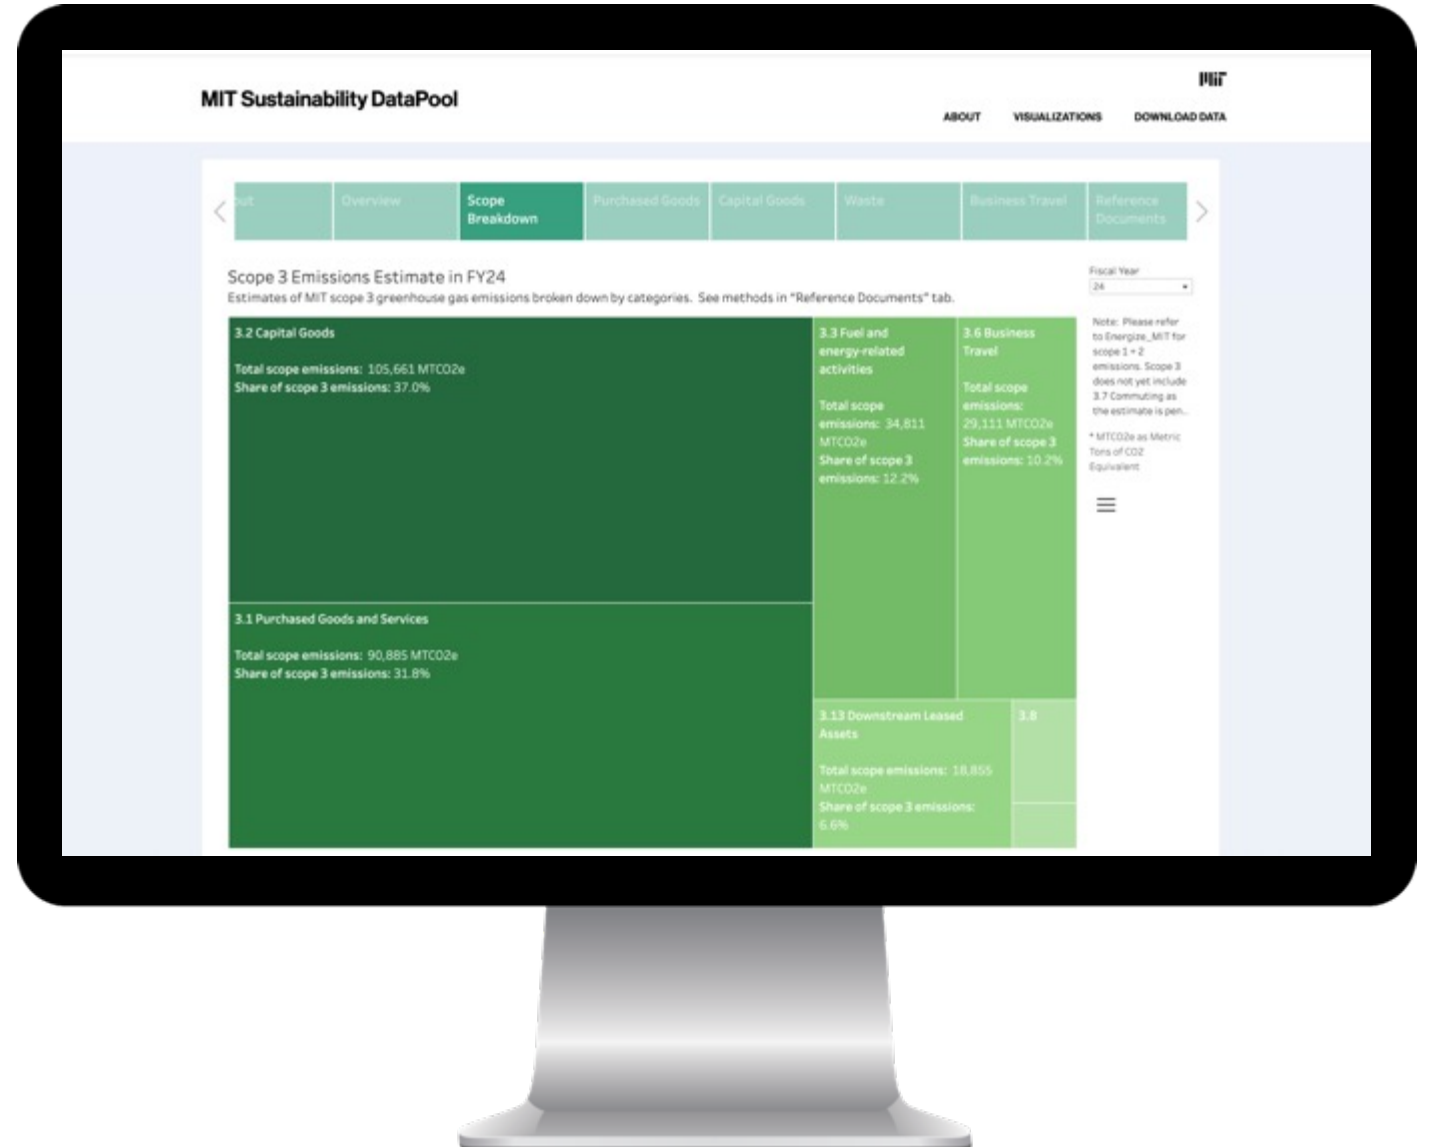 MIT Sustainability DataPool
MIT
ABOUT VISUALIZATIONS DOWNLOAD DATA
out Overview Scope Breakdown Purchased Goods Capital Goods Waste Business Travel Reference Documents
Scope 3 Emissions Estimate in FY24
Estimates of MIT scope 3 greenhouse gas emissions broken down by categories. See methods in "Reference Documents" tab.
Fiscal Year
24
Note: Please refer
to Energize_MIT for
scope 1 + 2
emissions. Scope 3
does not yet include
3.7 Commuting as
the estimate is pen...
* MTCO2e as Metric
Tons of CO2
Equivalent
3.2 Capital Goods
Total scope emissions: 105,661 MTCO2e
Share of scope 3 emissions: 37.0%
3.1 Purchased Goods and Services
Total scope emissions: 90,885 MTCO2e
Share of scope 3 emissions: 31.8%
3.3 Fuel and
energy-related
activities
Total scope
emissions: 34,811
MTCO2e
Share of scope 3
emissions: 12.2%
3.6 Business
Travel
Total scope
emissions:
29,111 MTCO2e
Share of scope 3
emissions: 10.2%
3.13 Downstream Leased
Assets
Total scope emissions: 18,855
MTCO2e
Share of scope 3 emissions:
6.6%
3.8